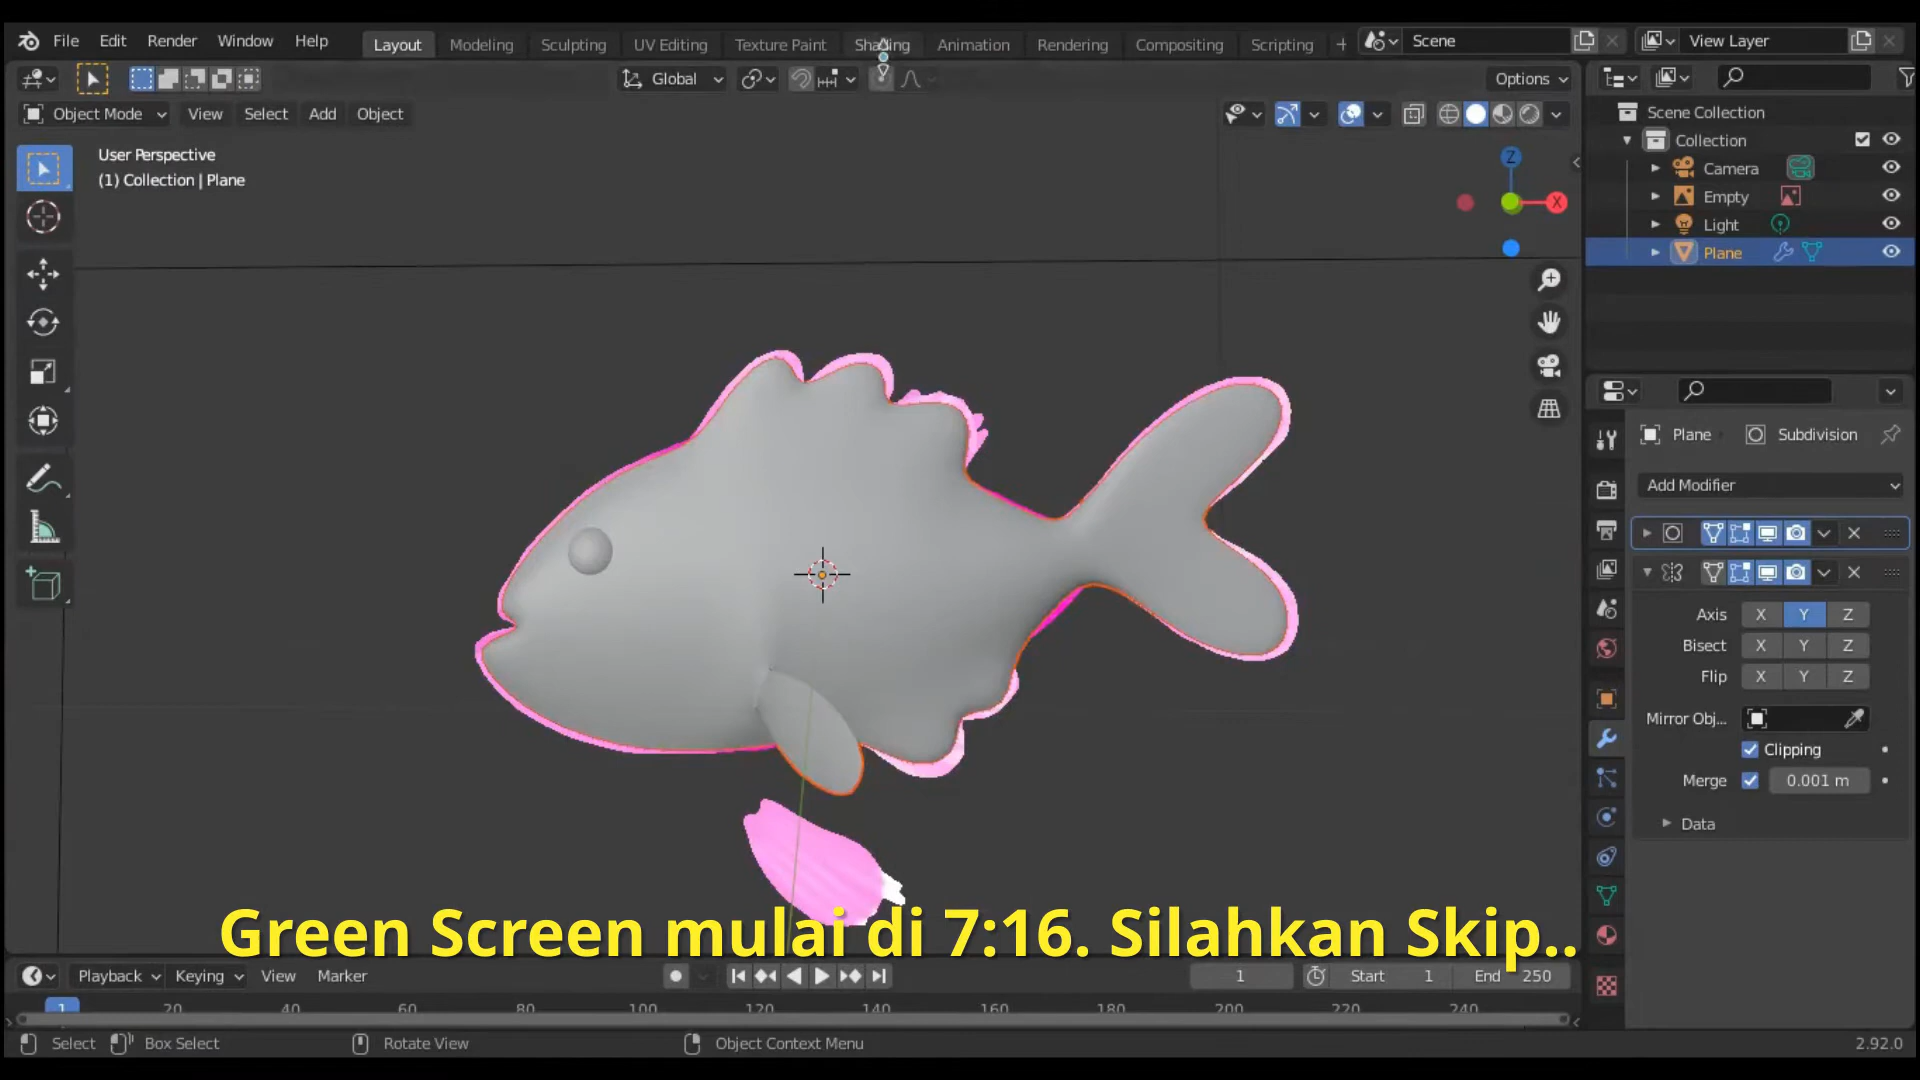 File Edit Render Window Help Layout Modeling Sculpting UV Editing Texture Paint Shading Animation Rendering Compositing Scripting + Scene View Layer
Global Options
Object Mode View Select Add Object
User Perspective
(1) Collection | Plane
Z
X
Scene Collection
Collection
Camera
Empty
Light
Plane
Plane Subdivision
Add Modifier
Axis X Y Z
Bisect X Y Z
Flip X Y Z
Mirror Obj...
Clipping
Merge 0.001 m
Data
Green Screen mulai di 7:16. Silahkan Skip..
Playback Keying View Marker 1 Start 1 End 250
1 20 40 60 80 100 120 140 160 180 200 220 240
Select Box Select Rotate View Object Context Menu 2.92.0